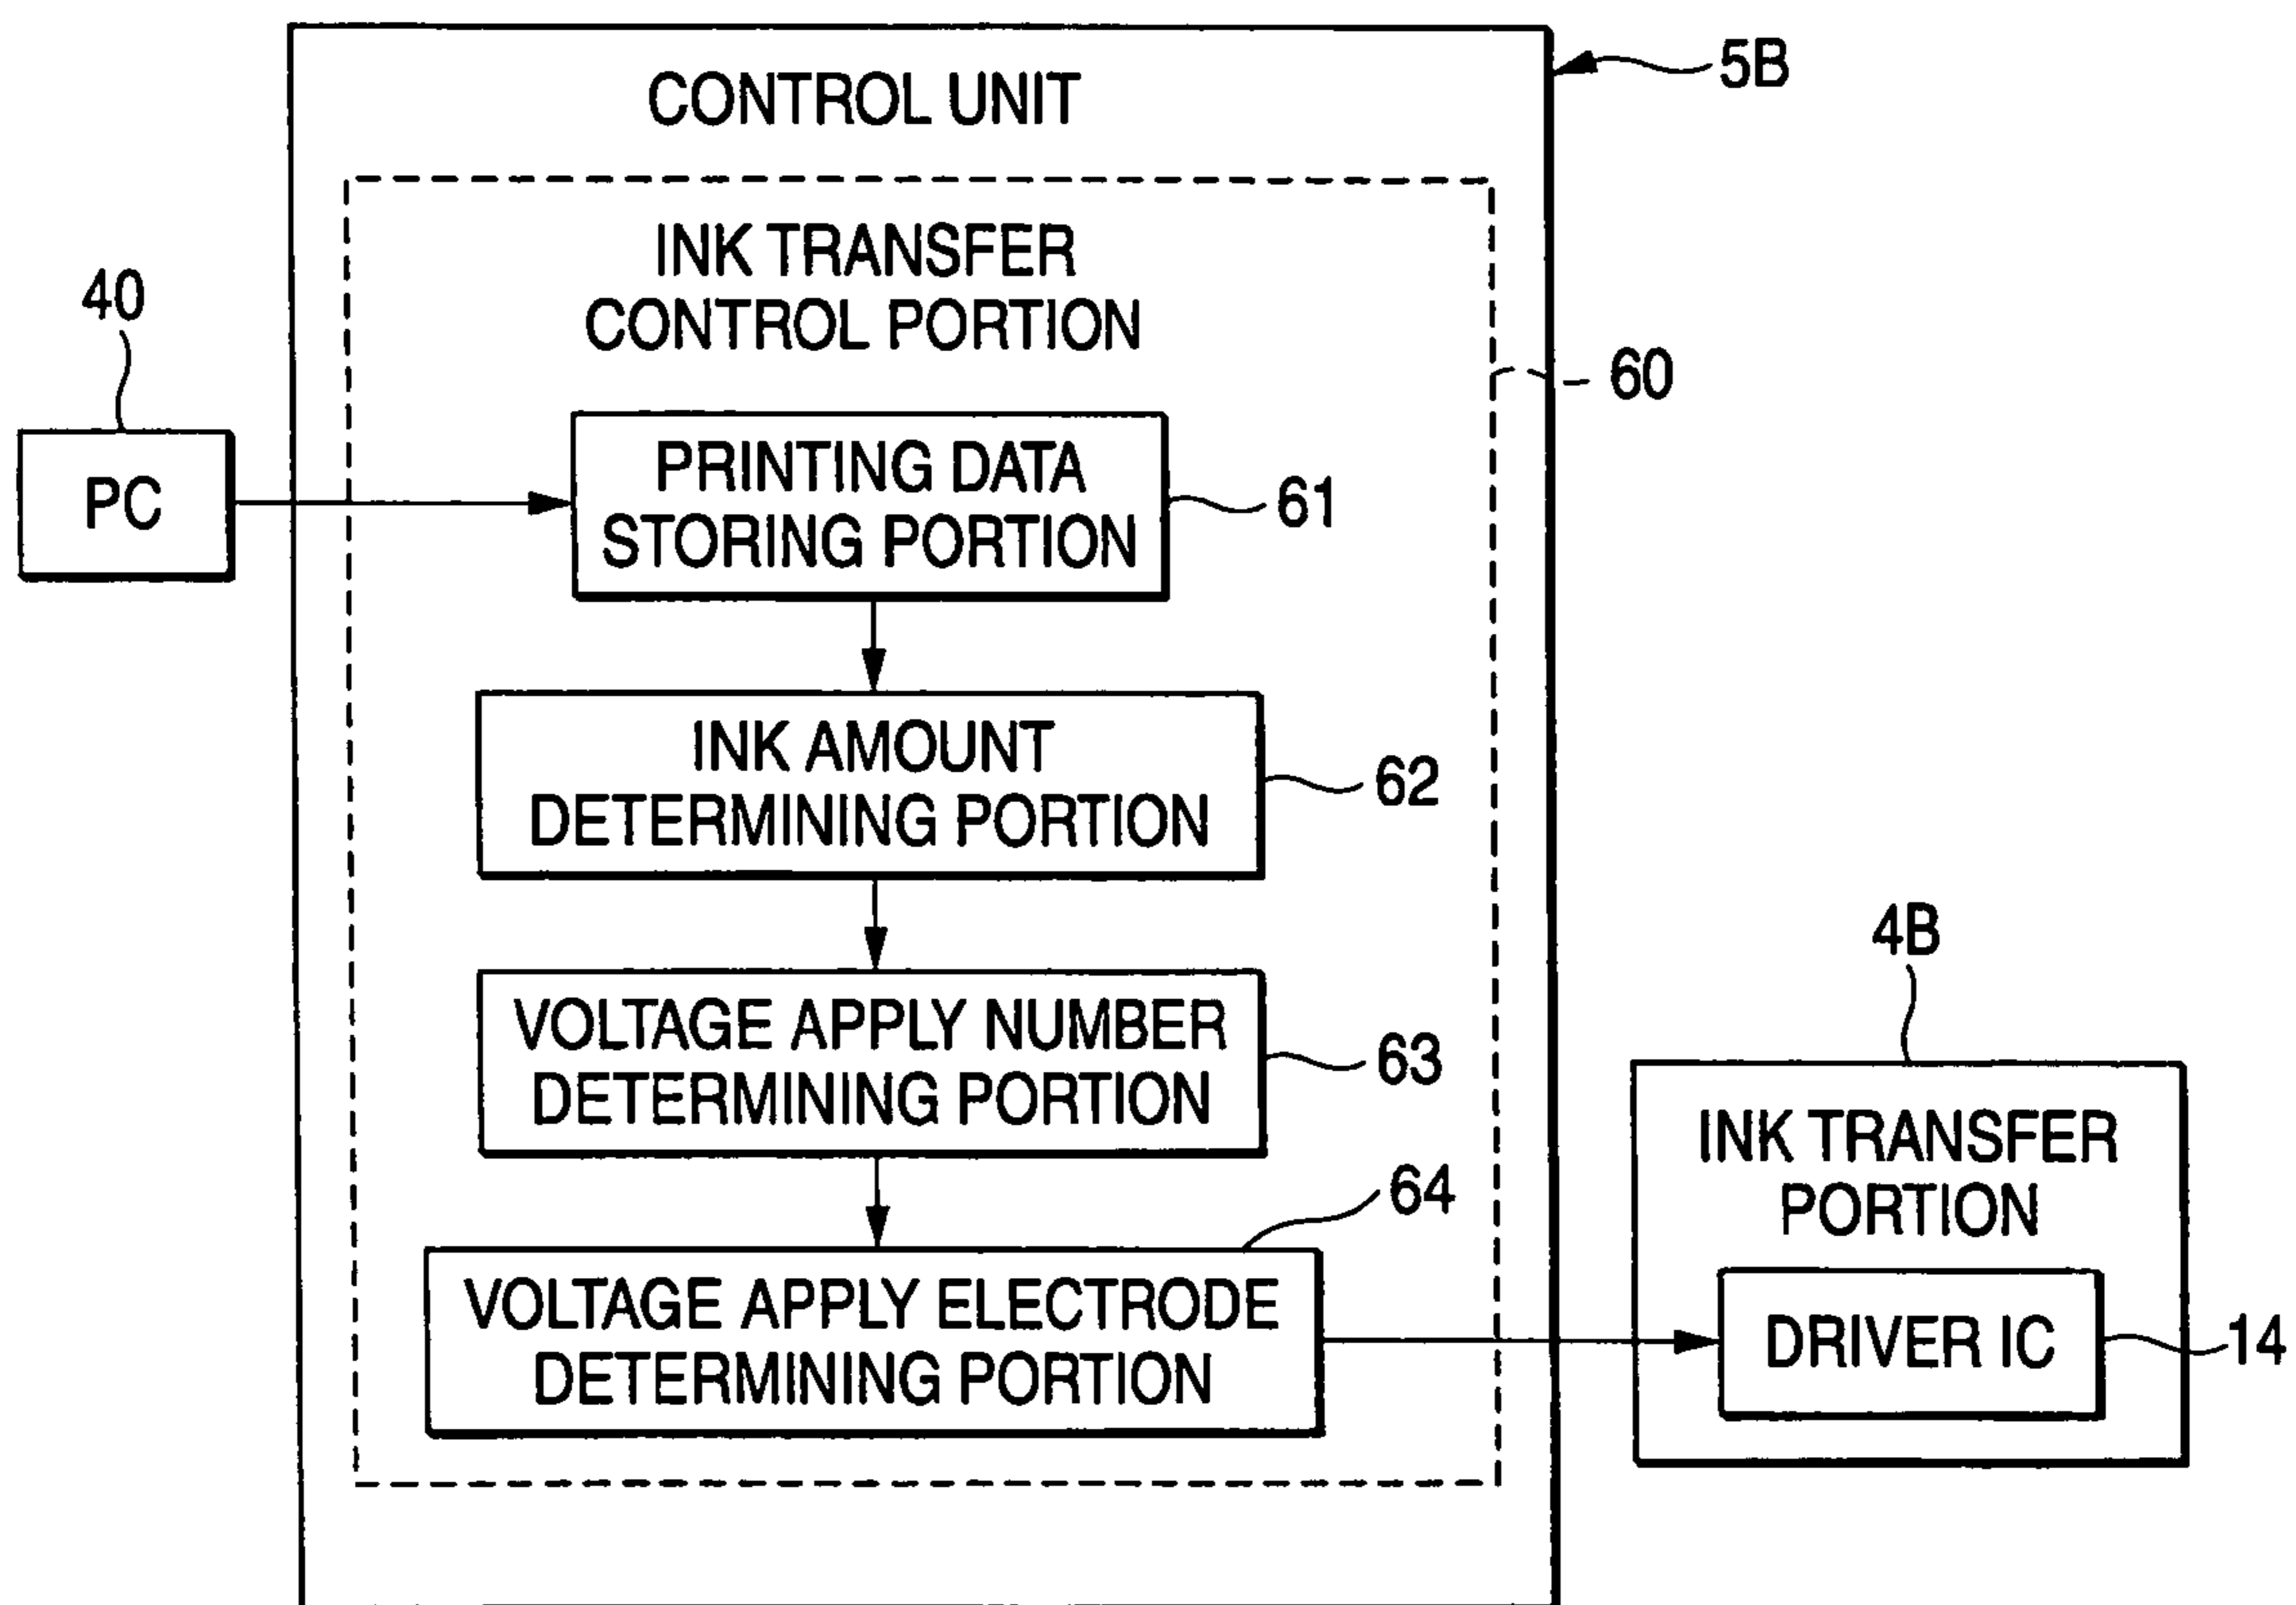 5B
CONTROL UNIT
INK TRANSFER
CONTROL PORTION
40
60
PC
PRINTING DATA
STORING PORTION
61
INK AMOUNT
DETERMINING PORTION
62
VOLTAGE APPLY NUMBER
DETERMINING PORTION
63
64
VOLTAGE APPLY ELECTRODE
DETERMINING PORTION
4B
INK TRANSFER
PORTION
DRIVER IC
14